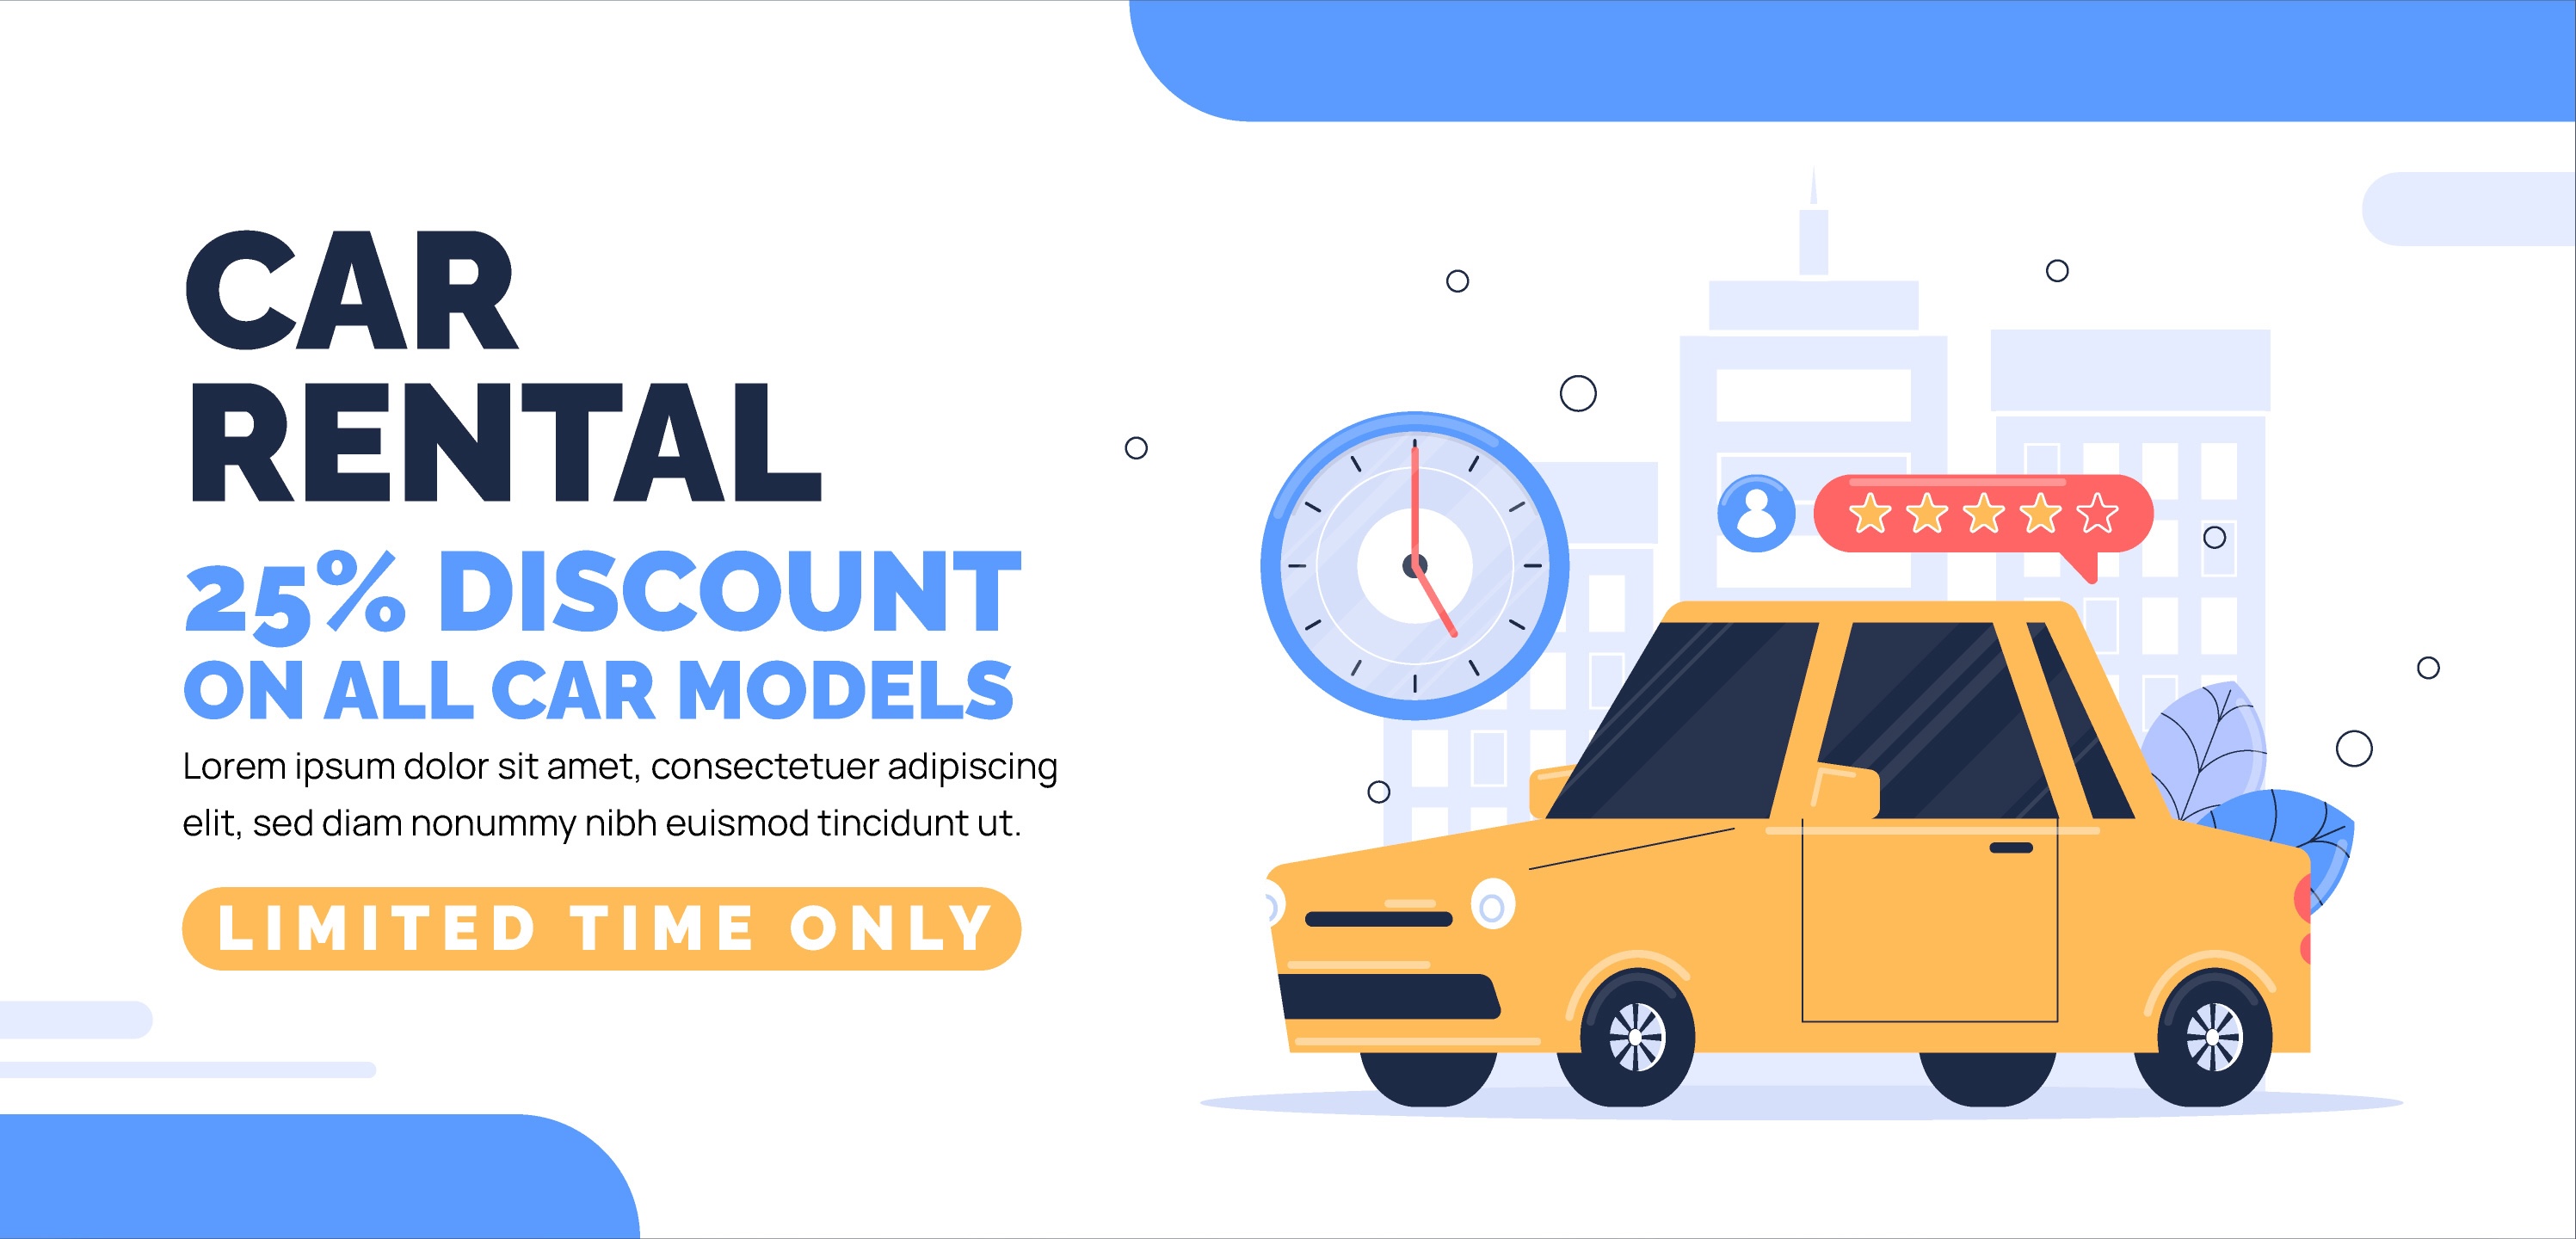 CAR
RENTAL
25% DISCOUNT
ON ALL CAR MODELS
Lorem ipsum dolor sit amet, consectetuer adipiscing
elit, sed diam nonummy nibh euismod tincidunt ut.
LIMITED TIME ONLY